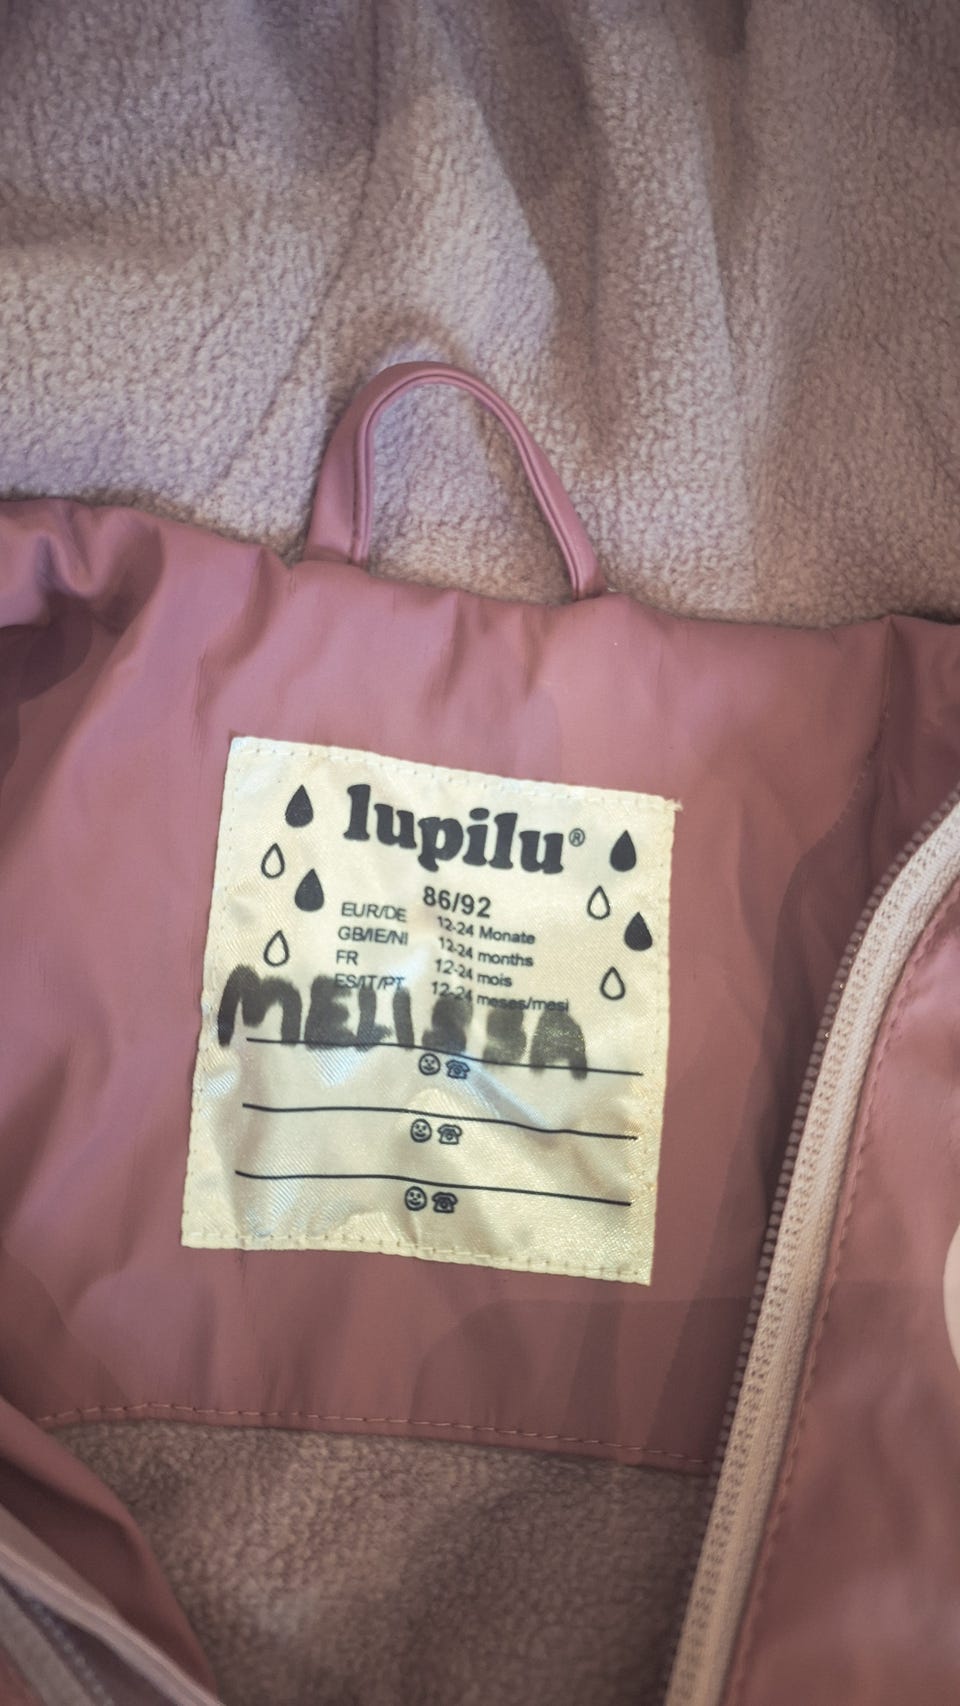 lupilu®
86/92
EUR/DE 12-24 Monate
GB/IE/NI 12-24 months
FR 12-24 mois
ES/IT/PT 12-24 meses/mesi
MELISSA